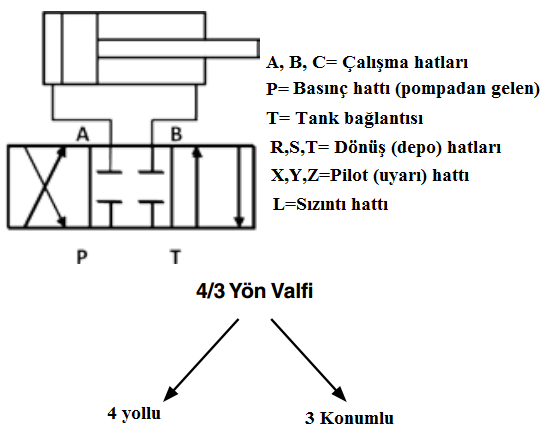 A, B, C= Çalışma hatları
P= Basınç hattı (pompadan gelen)
T= Tank bağlantısı
R,S,T= Dönüş (depo) hatları
X,Y,Z=Pilot (uyarı) hattı
L=Sızıntı hattı
A B
P T
4/3 Yön Valfi
4 yollu
3 Konumlu